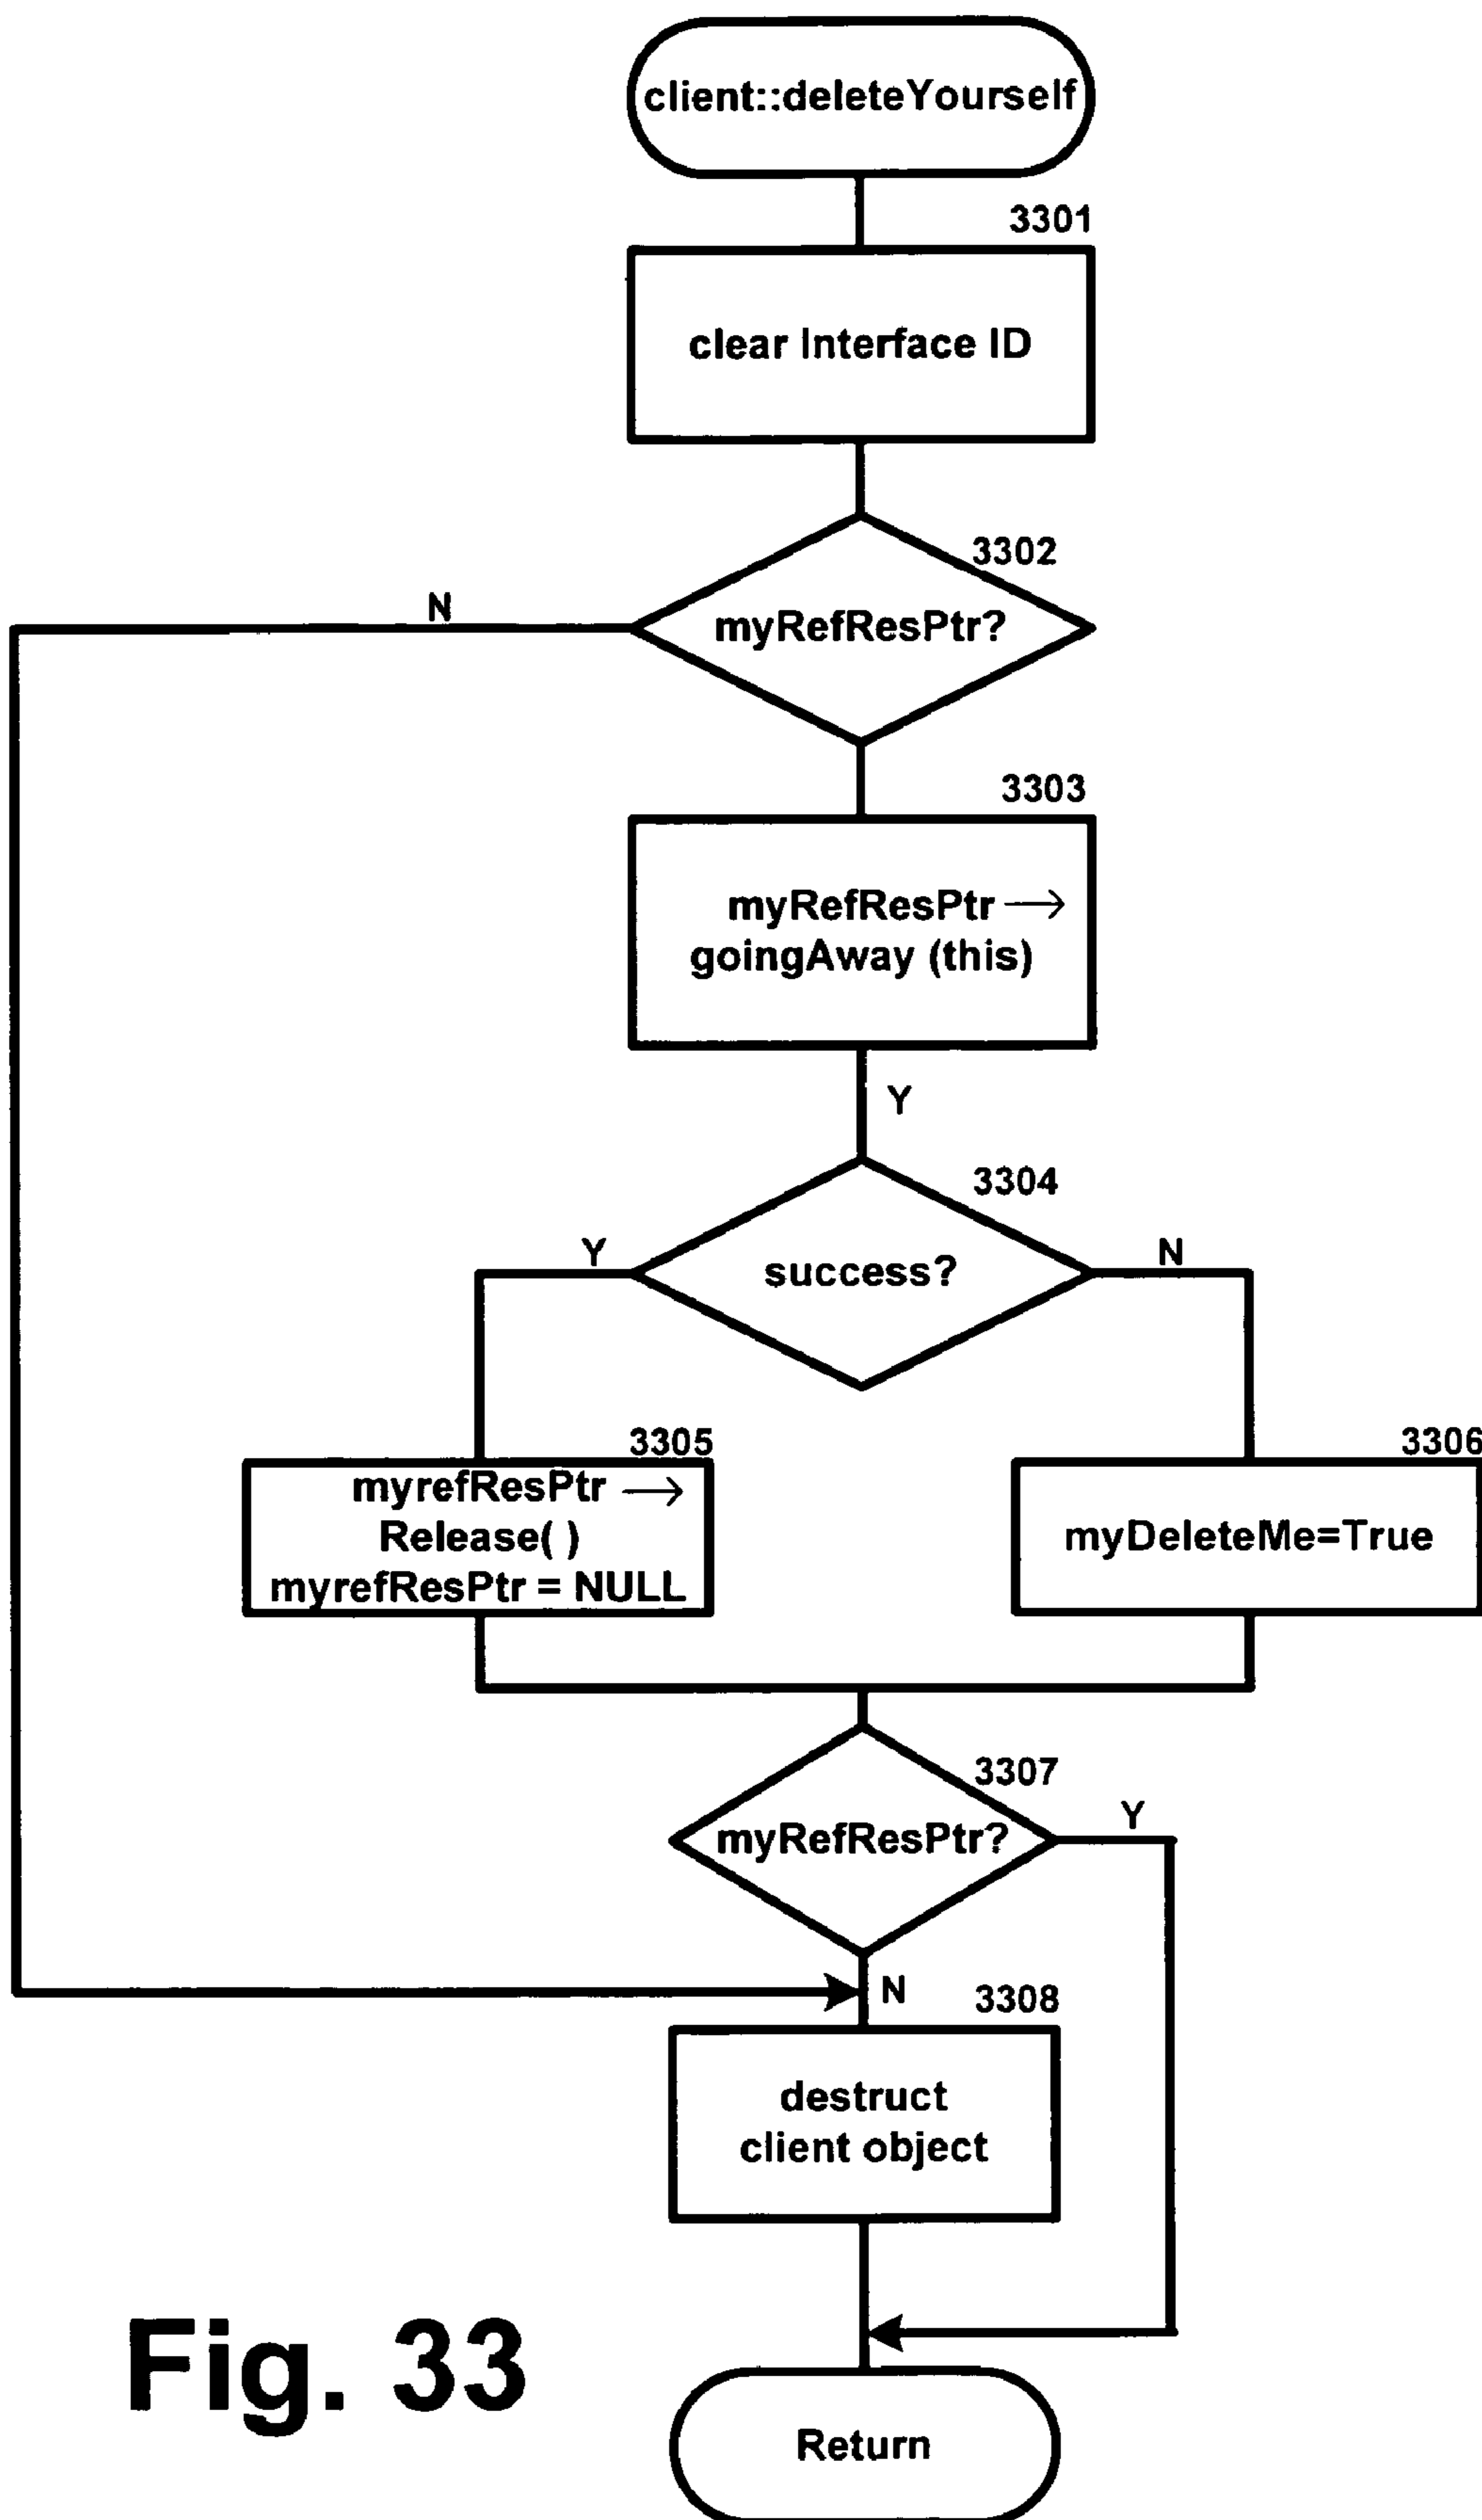 client::deleteYourself
3301
clear Interface ID
3302
N
myRefResPtr?
3303
myRefResPtr →
goingAway (this)
Y
3304
Y
N
success?
3305
3306
myrefResPtr →
Release( )
myrefResPtr = NULL
myDeleteMe=True
3307
Y
myRefResPtr?
N
3308
destruct
client object
Fig. 33
Return